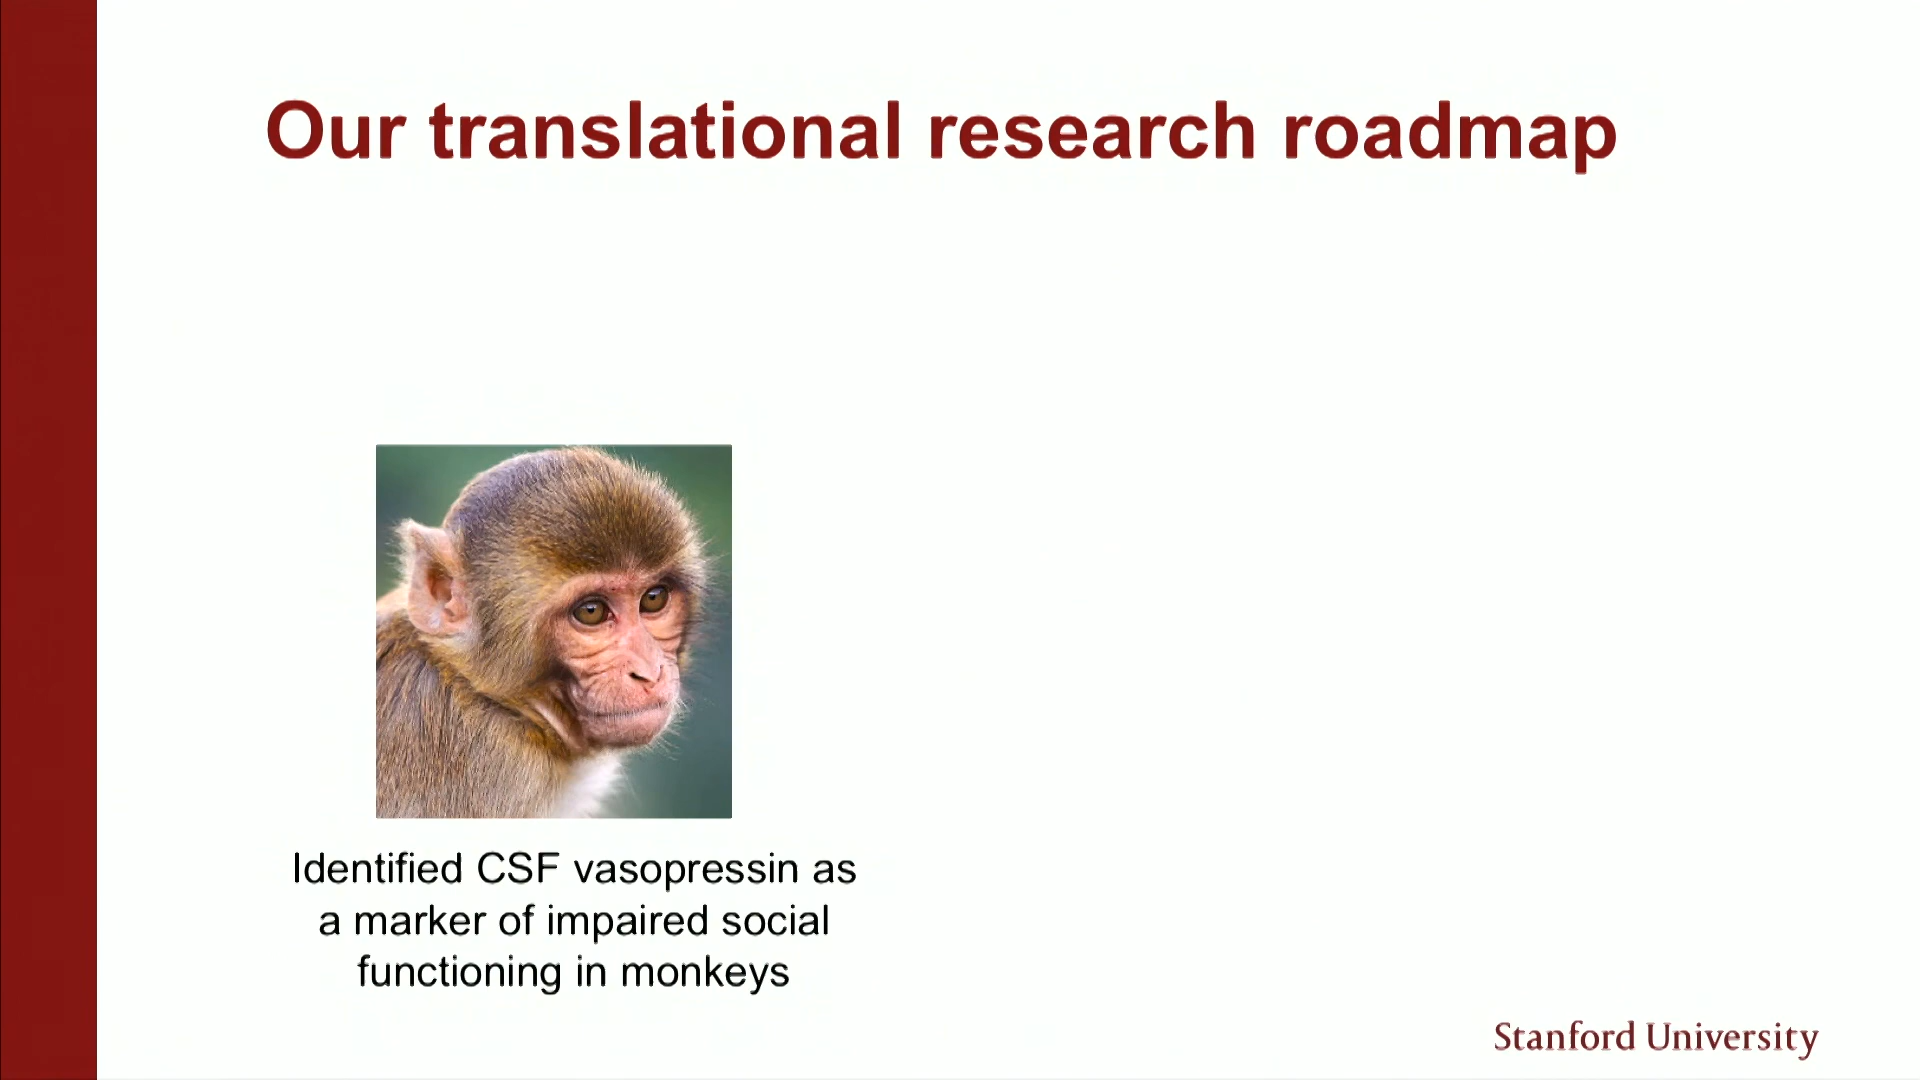 Our translational research roadmap
Identified CSF vasopressin as
a marker of impaired social
functioning in monkeys
Stanford University